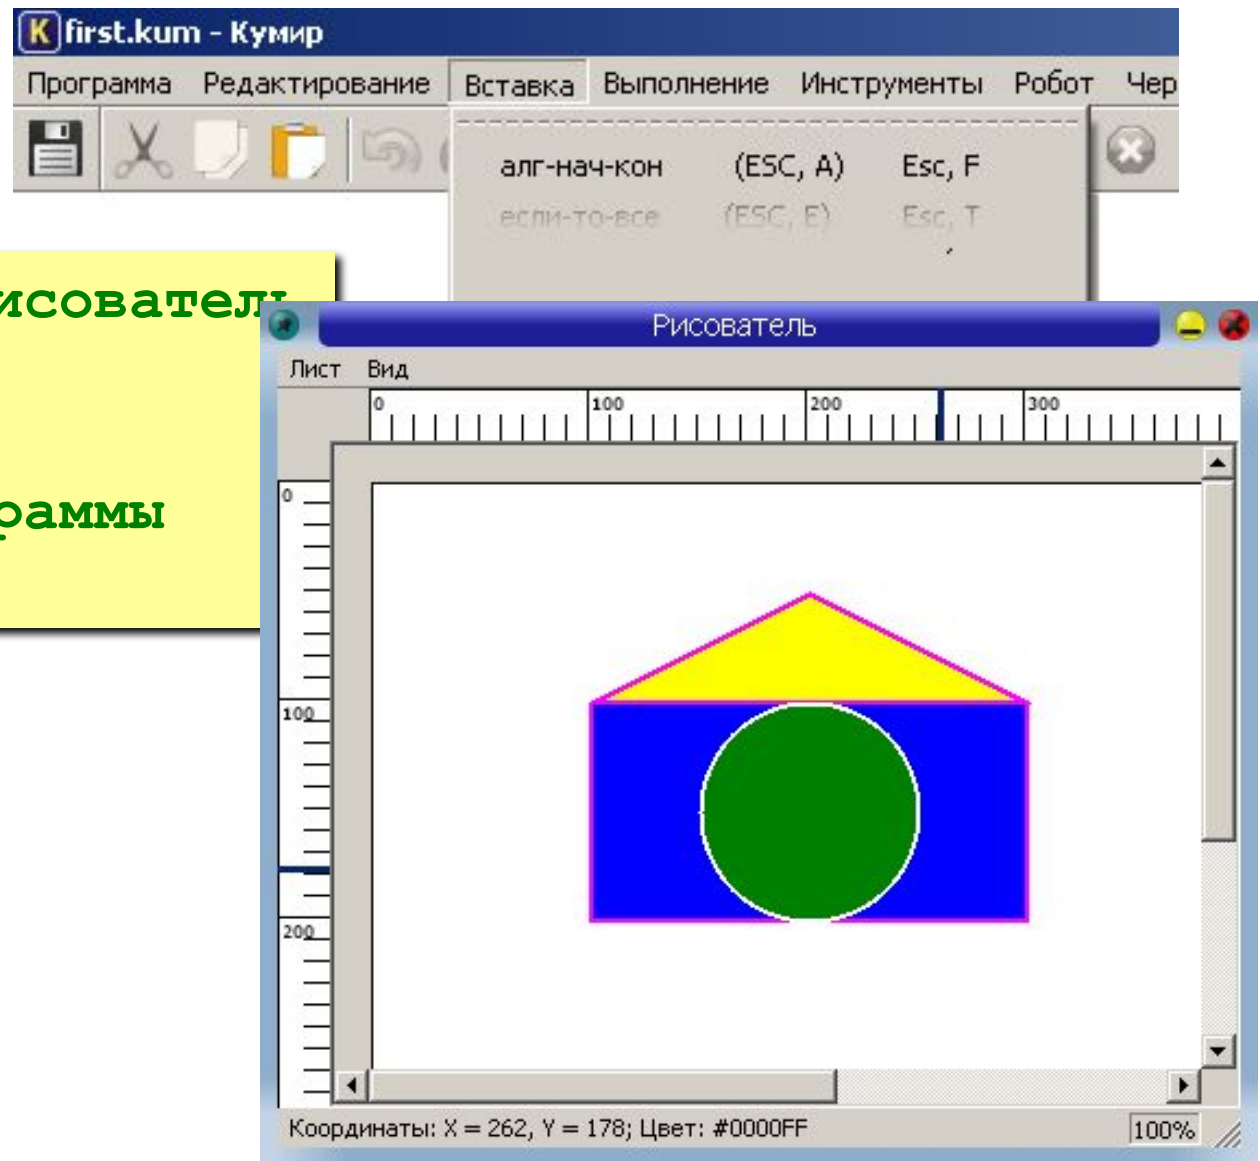 first.kum - Кумир
Программа Редактирование Вставка Выполнение Инструменты Робот Чер
алг-нач-кон (ESC, A) Esc, F
если-то-все (ESC, E) Esc, T
исователь
раммы
Рисователь
Лист Вид
0 100 200 300
0
100
200
Координаты: X = 262, Y = 178; Цвет: #0000FF 100%